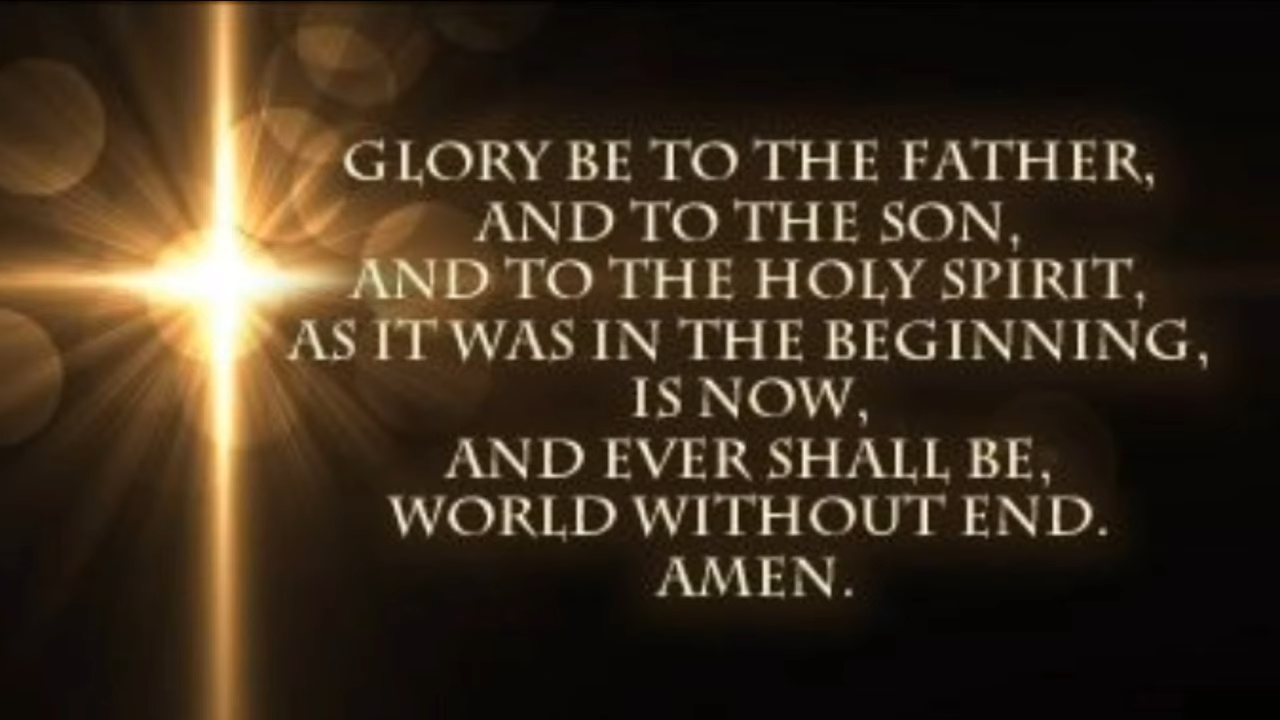 GLORY BE TO THE FATHER,
AND TO THE SON,
AND TO THE HOLY SPIRIT,
AS IT WAS IN THE BEGINNING,
IS NOW,
AND EVER SHALL BE,
WORLD WITHOUT END.
AMEN.